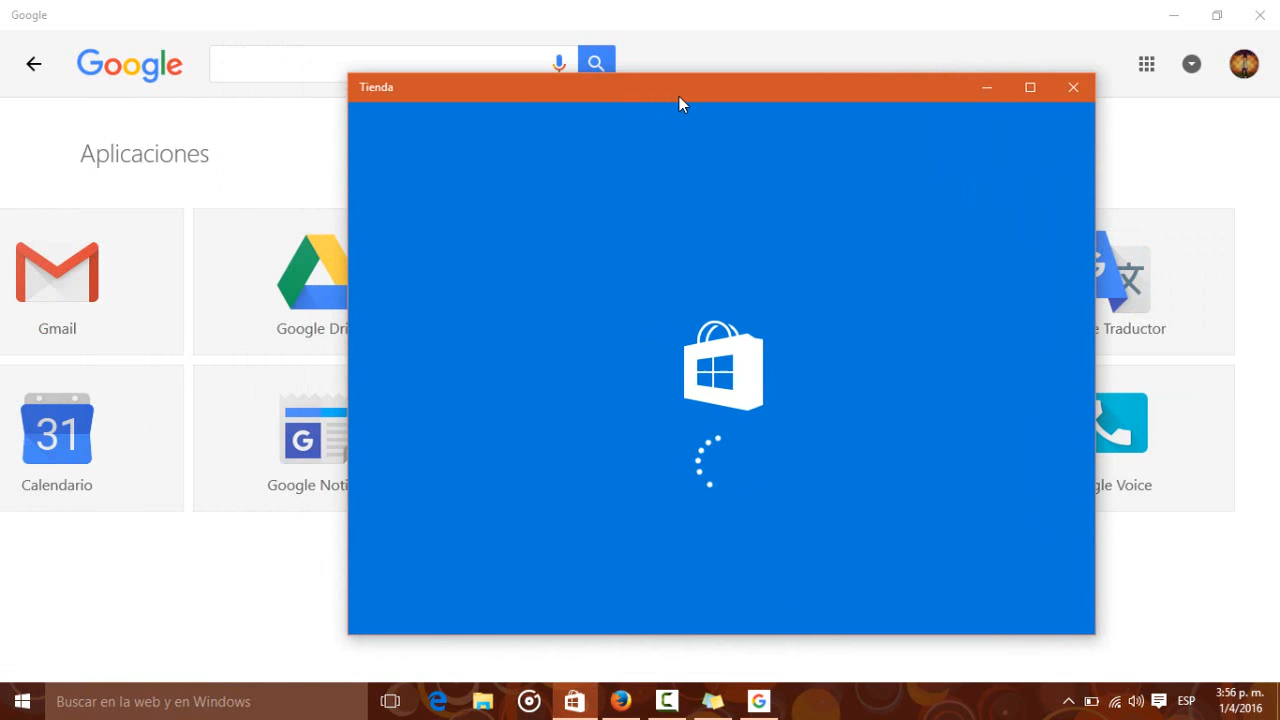 Google
Google
Tienda
Aplicaciones
Gmail
Google Dri
e Traductor
31
Calendario
G
Google Noti
gle Voice
Buscar en la web y en Windows
ESP
3:56 p. m.
1/4/2016